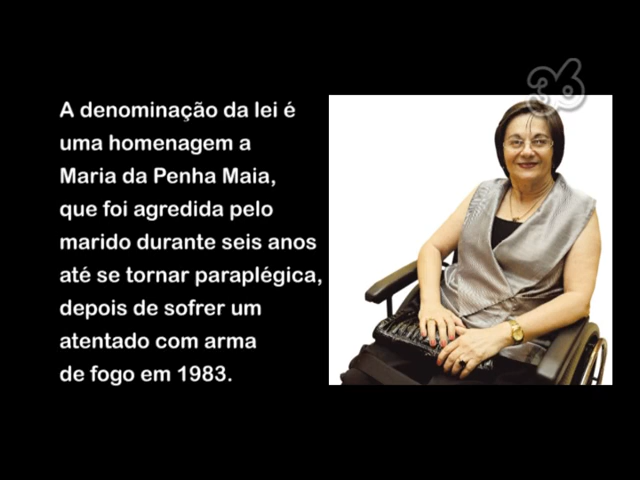 36
A denominação da lei é
uma homenagem a
Maria da Penha Maia,
que foi agredida pelo
marido durante seis anos
até se tornar paraplégica,
depois de sofrer um
atentado com arma
de fogo em 1983.